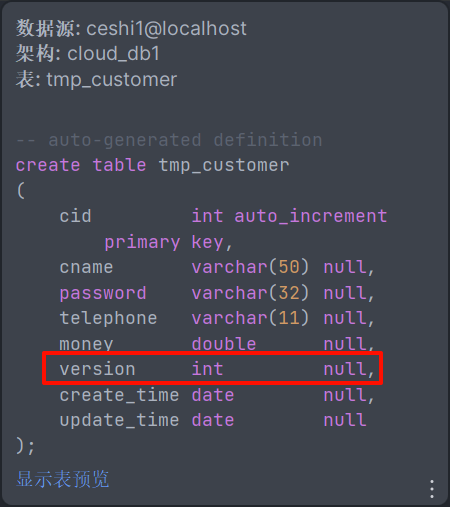 数据源: ceshi1@localhost
架构: cloud_db1
表: tmp_customer
-- auto-generated definition
create table tmp_customer
(
    cid         int auto_increment
        primary key,
    cname       varchar(50) null,
    password    varchar(32) null,
    telephone   varchar(11) null,
    money       double      null,
    version     int         null,
    create_time date        null,
    update_time date        null
);
显示表预览